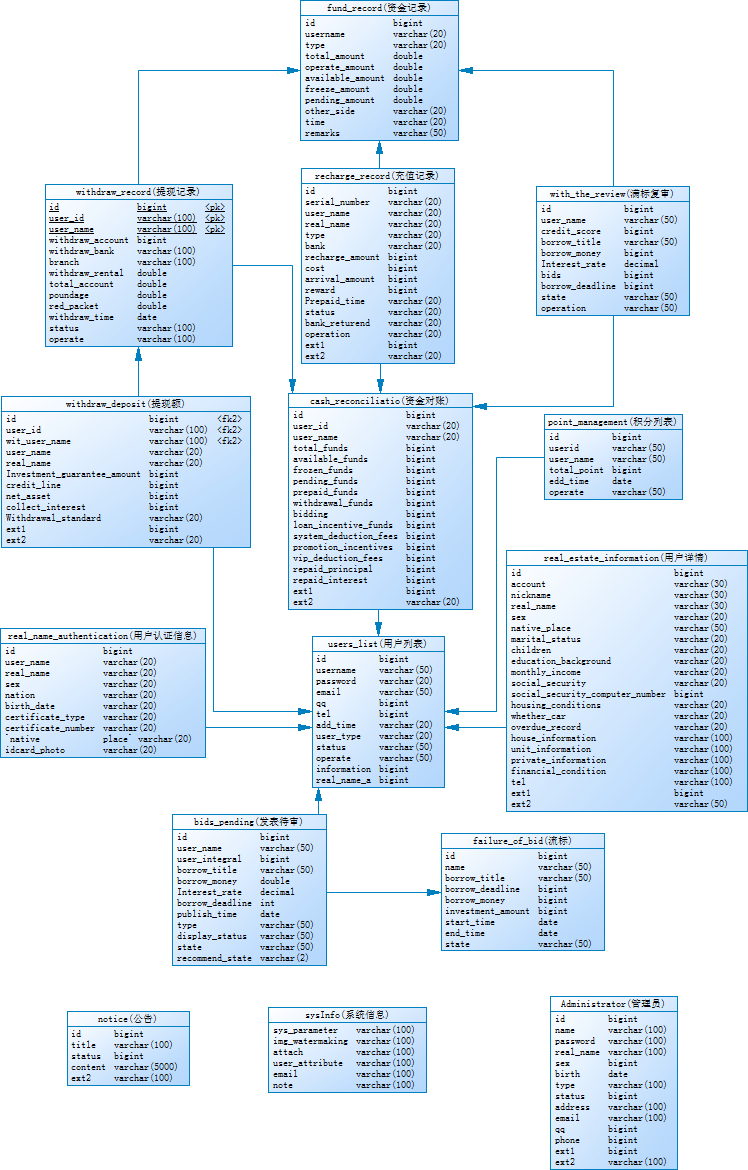 fund_record(资金记录)
id bigint
username varchar(20)
type varchar(20)
total_amount double
operate_amount double
available_amount double
freeze_amount double
pending_amount double
other_side varchar(20)
time varchar(20)
remarks varchar(50)
withdraw_record(提现记录)
id bigint <pk>
user_id varchar(100) <pk>
user_name varchar(100) <pk>
withdraw_account bigint
withdraw_bank varchar(100)
branch varchar(100)
withdraw_rental double
total_account double
poundage double
red_packet double
withdraw_time date
status varchar(100)
operate varchar(100)
recharge_record(充值记录)
id bigint
serial_number varchar(20)
user_name varchar(20)
real_name varchar(20)
type varchar(20)
bank varchar(20)
recharge_amount bigint
cost bigint
arrival_amount bigint
reward bigint
Prepaid_time varchar(20)
status varchar(20)
bank_returend varchar(20)
operation varchar(20)
ext1 bigint
ext2 varchar(20)
with_the_review(满标复审)
id bigint
user_name varchar(50)
credit_score bigint
borrow_title varchar(50)
borrow_money bigint
Interest_rate decimal
bids bigint
borrow_deadline bigint
state varchar(50)
operation varchar(50)
withdraw_deposit(提现额)
id bigint <fk2>
user_id varchar(100) <fk2>
wit_user_name varchar(100) <fk2>
user_name varchar(20)
real_name varchar(20)
Investment_guarantee_amount bigint
credit_line bigint
net_asset bigint
collect_interest bigint
Withdrawal_standard varchar(20)
ext1 bigint
ext2 varchar(20)
cash_reconciliatio(资金对账)
id bigint
user_id varchar(20)
user_name varchar(20)
total_funds bigint
available_funds bigint
frozen_funds bigint
pending_funds bigint
prepaid_funds bigint
withdrawal_funds bigint
bidding bigint
loan_incentive_funds bigint
system_deduction_fees bigint
promotion_incentives bigint
vip_deduction_fees bigint
repaid_principal bigint
repaid_interest bigint
ext1 bigint
ext2 varchar(20)
point_management(积分列表)
id bigint
userid varchar(50)
user_name varchar(50)
total_point bigint
edd_time date
operate varchar(50)
real_estate_information(用户详情)
id bigint
account varchar(30)
nickname varchar(30)
real_name varchar(30)
sex varchar(20)
native_place varchar(50)
marital_status varchar(20)
children varchar(20)
education_background varchar(20)
monthly_income varchar(20)
social_security varchar(20)
social_security_computer_number bigint
housing_conditions varchar(20)
whether_car varchar(20)
overdue_record varchar(20)
house_information varchar(100)
unit_information varchar(100)
private_information varchar(100)
financial_condition varchar(100)
tel varchar(100)
ext1 bigint
ext2 varchar(50)
real_name_authentication(用户认证信息)
id bigint
user_name varchar(20)
real_name varchar(20)
sex varchar(20)
nation varchar(20)
birth_date varchar(20)
certificate_type varchar(20)
certificate_number varchar(20)
`native place` varchar(20)
idcard_photo varchar(20)
users_list(用户列表)
id bigint
username varchar(50)
password varchar(20)
email varchar(50)
qq bigint
tel bigint
add_time varchar(20)
user_type varchar(20)
status varchar(50)
operate varchar(50)
information bigint
real_name_a bigint
bids_pending(发表待审)
id bigint
user_name varchar(50)
user_integral bigint
borrow_title varchar(50)
borrow_money double
Interest_rate decimal
borrow_deadline int
publish_time date
type varchar(50)
display_status varchar(50)
state varchar(50)
recommend_state varchar(2)
failure_of_bid(流标)
id bigint
name varchar(50)
borrow_title varchar(50)
borrow_deadline bigint
borrow_money bigint
investment_amount bigint
start_time date
end_time date
state varchar(50)
notice(公告)
id bigint
title varchar(100)
status bigint
content varchar(5000)
ext2 varchar(100)
sysInfo(系统信息)
sys_parameter varchar(100)
img_watermaking varchar(100)
attach varchar(100)
user_attribute varchar(100)
email varchar(100)
note varchar(100)
Administrator(管理员)
id bigint
name varchar(100)
password varchar(100)
real_name varchar(100)
sex bigint
birth date
type varchar(100)
status bigint
address varchar(100)
email varchar(100)
qq bigint
phone bigint
ext1 bigint
ext2 varchar(100)